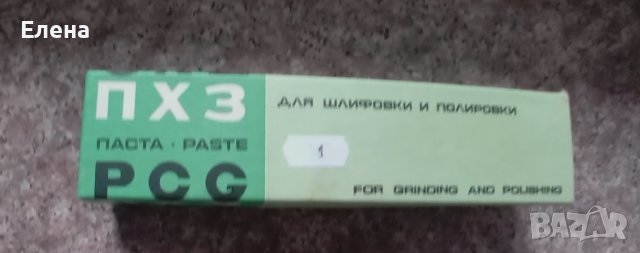 Елена
ПХЗ
ПАСТА · PASTE
PCG
ДЛЯ ШЛИФОВКИ И ПОЛИРОВКИ
1
FOR GRINDING AND POLISHING
BAZAR